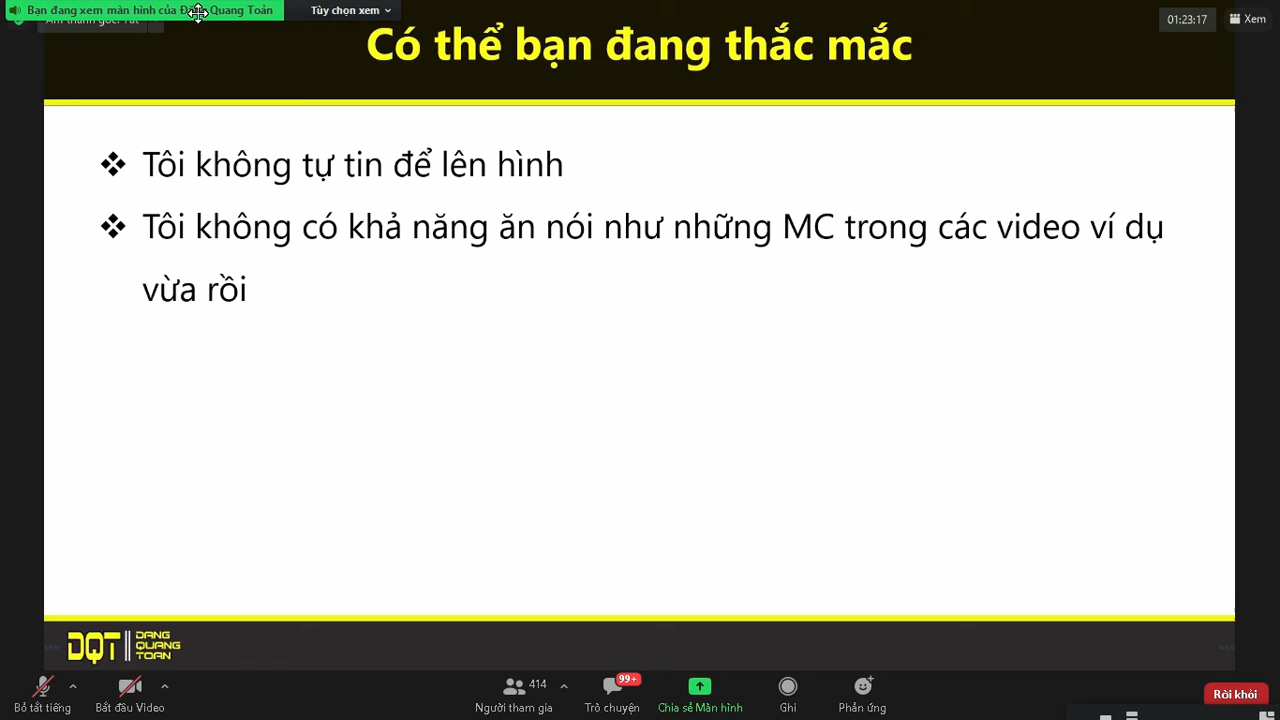 Bạn đang xem màn hình của Quang Toản
Tùy chọn xem
01:23:17
Xem
Có thể bạn đang thắc mắc
❖ Tôi không tự tin để lên hình
❖ Tôi không có khả năng ăn nói như những MC trong các video ví dụ
vừa rồi
DQT
DANG
QUANG
TOAN
414
99+
Bỏ tắt tiếng
Bắt đầu Video
Người tham gia
Trò chuyện
Chia sẻ Màn hình
Ghi
Phản ứng
Rời khỏi